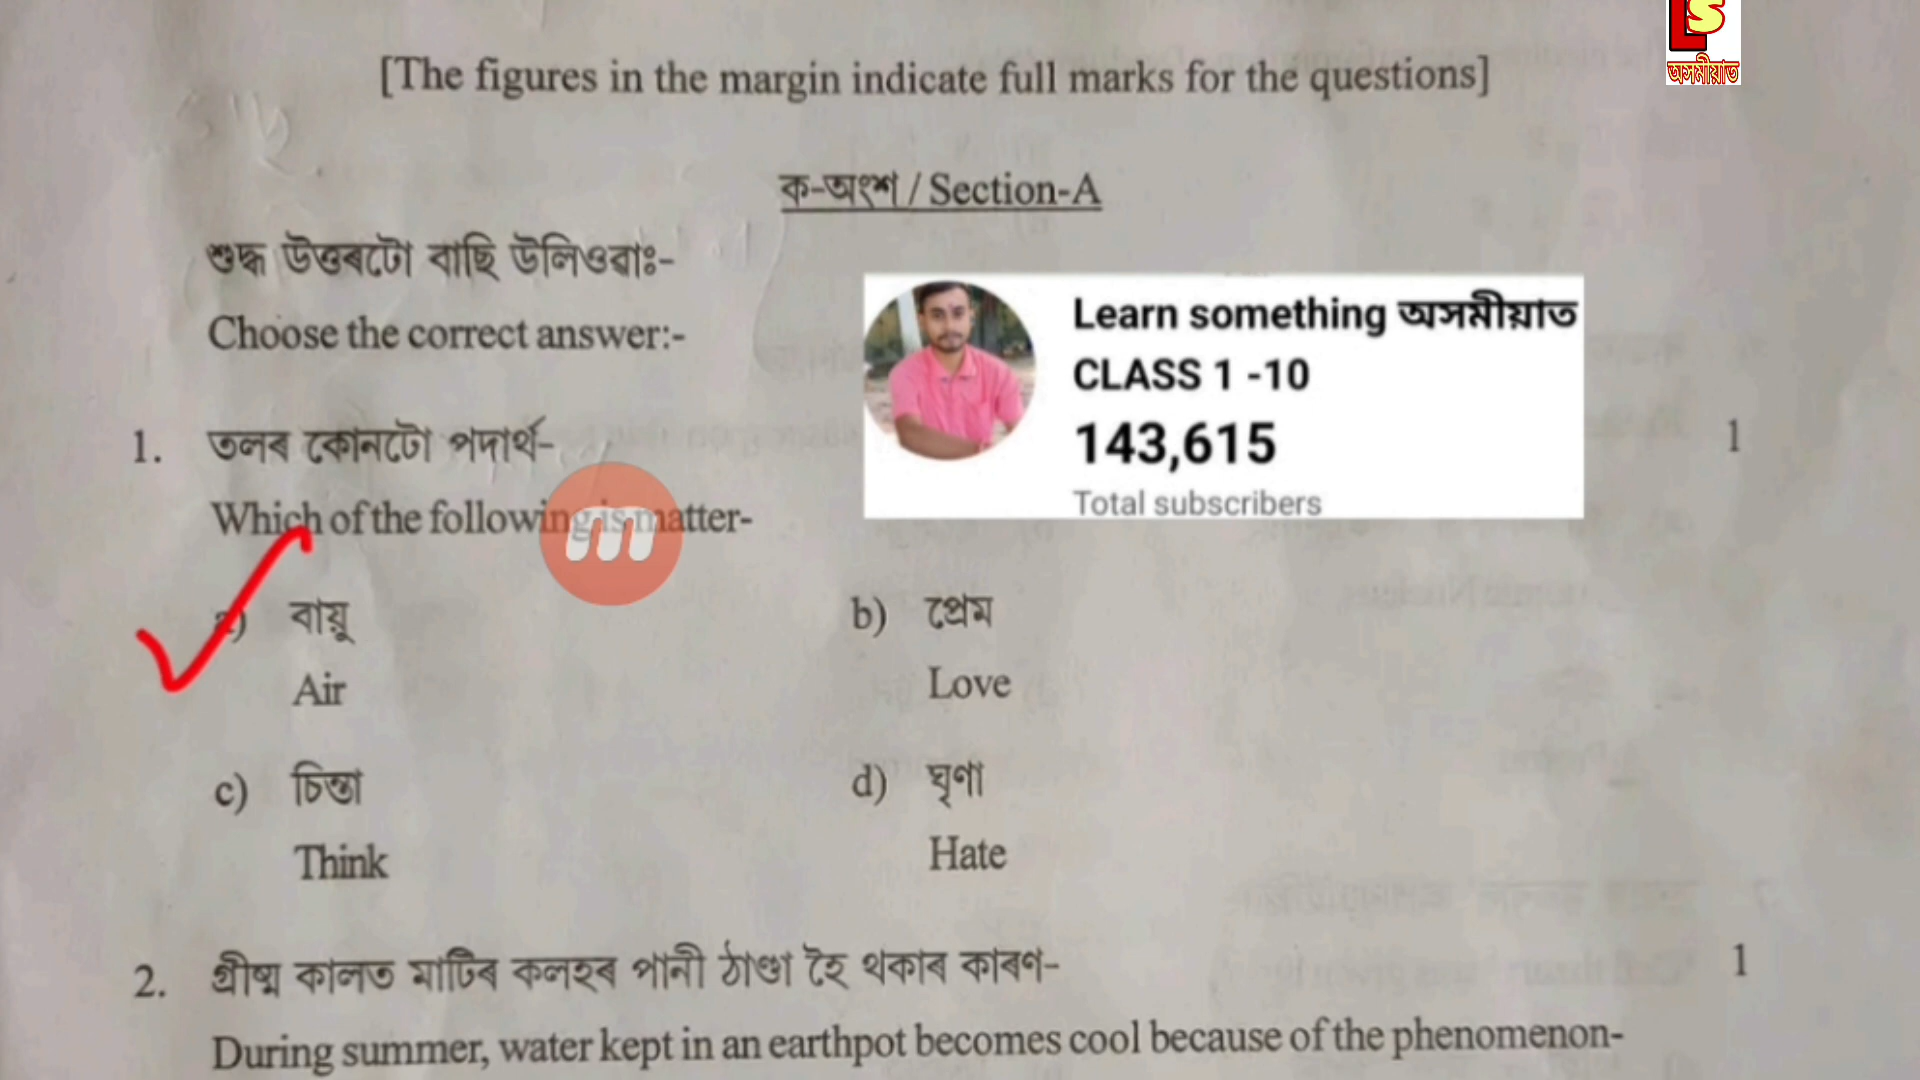 LS
অসমীয়াত
[The figures in the margin indicate full marks for the questions]
ক-অংশ / Section-A
শুদ্ধ উত্তৰটো বাছি উলিওৱাঃ-
Choose the correct answer:-
Learn something অসমীয়াত
CLASS 1 -10
143,615
Total subscribers
1. তলৰ কোনটো পদাৰ্থ- 1
Which of the following is matter-
a) বায়ু b) প্ৰেম
Air Love
c) চিন্তা d) ঘৃণা
Think Hate
2. গ্ৰীষ্ম কালত মাটিৰ কলহৰ পানী ঠাণ্ডা হৈ থকাৰ কাৰণ- 1
During summer, water kept in an earthpot becomes cool because of the phenomenon-